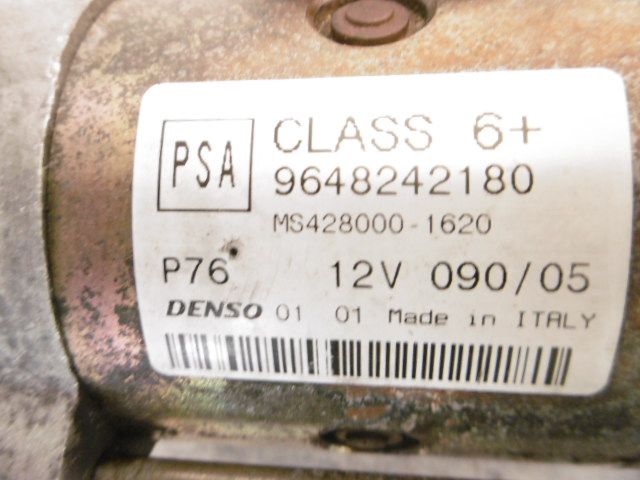 PSA CLASS 6+
9648242180
MS428000-1620
P76 12V 090/05
DENSO 01 01 Made in ITALY